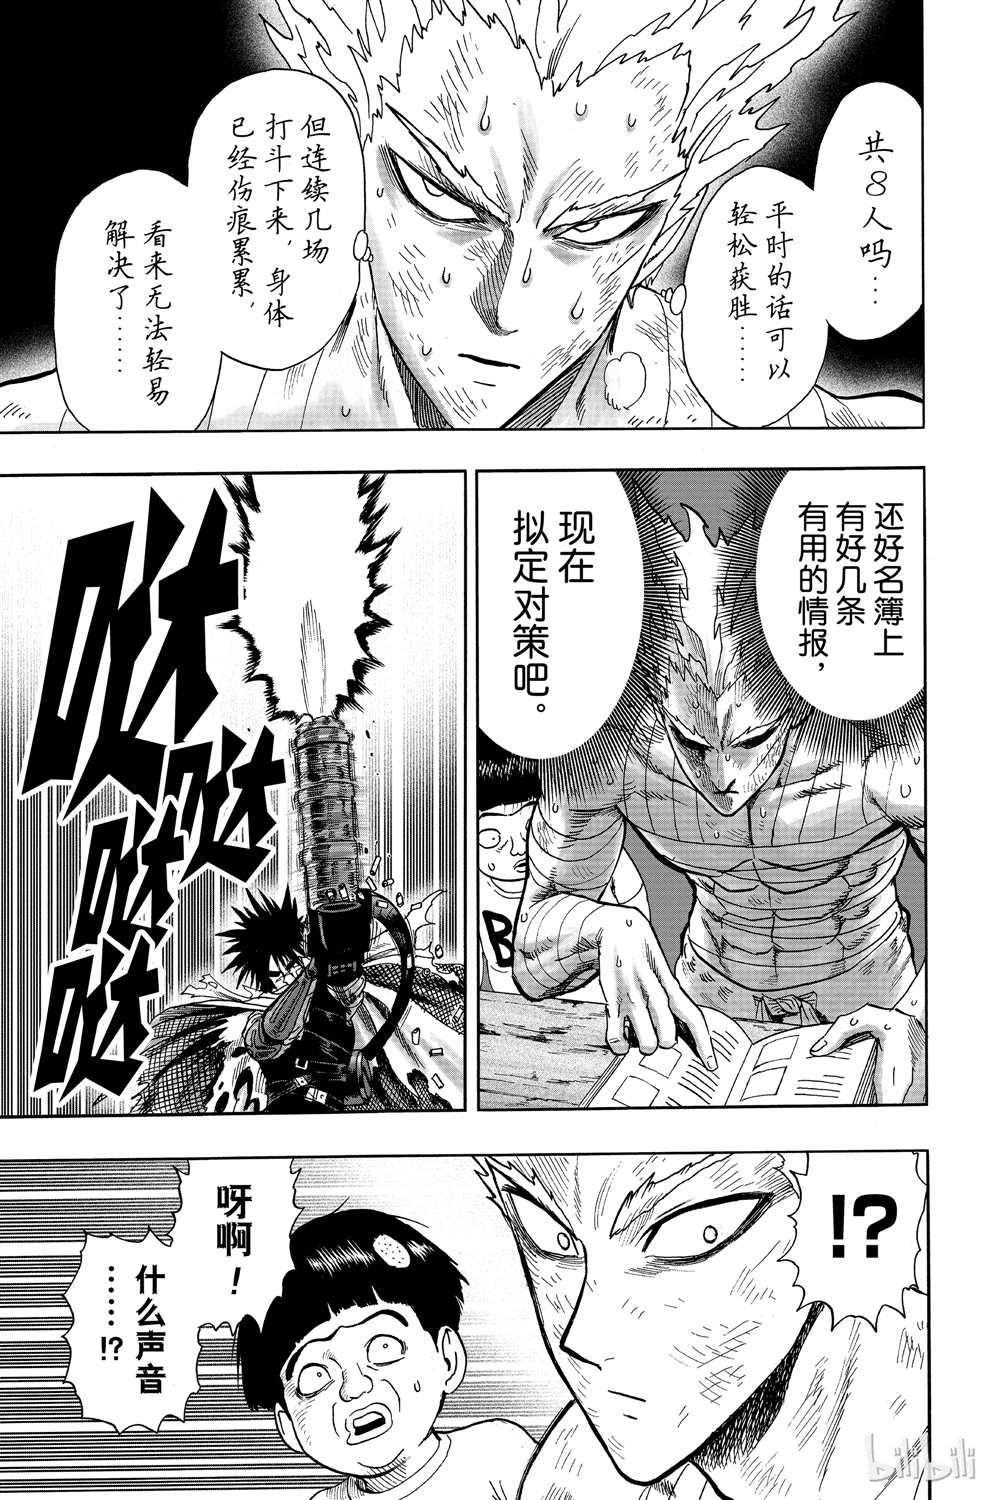 共8人吗…
平时的话可以
轻松获胜……
但连续几场
打斗下来，身体
已经伤痕累累，
看来无法轻易
解决了……
还好名簿上
有好几条
有用的情报，
现在
拟定对策吧。
哒
哒
哒
哒
B
!?
呀啊！
什么声音
……!?
bilibili